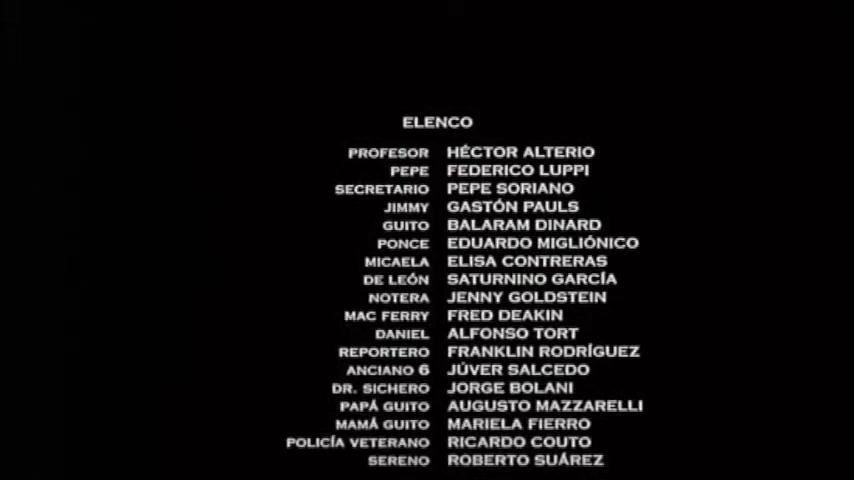 ELENCO
PROFESOR HÉCTOR ALTERIO
PEPE FEDERICO LUPPI
SECRETARIO PEPE SORIANO
JIMMY GASTÓN PAULS
GUITO BALARAM DINARD
PONCE EDUARDO MIGLIÓNICO
MICAELA ELISA CONTRERAS
DE LEÓN SATURNINO GARCÍA
NOTERA JENNY GOLDSTEIN
MAC FERRY FRED DEAKIN
DANIEL ALFONSO TORT
REPORTERO FRANKLIN RODRÍGUEZ
ANCIANO 6 JÚVER SALCEDO
DR. SICHERO JORGE BOLANI
PAPÁ GUITO AUGUSTO MAZZARELLI
MAMÁ GUITO MARIELA FIERRO
POLICÍA VETERANO RICARDO COUTO
SERENO ROBERTO SUÁREZ